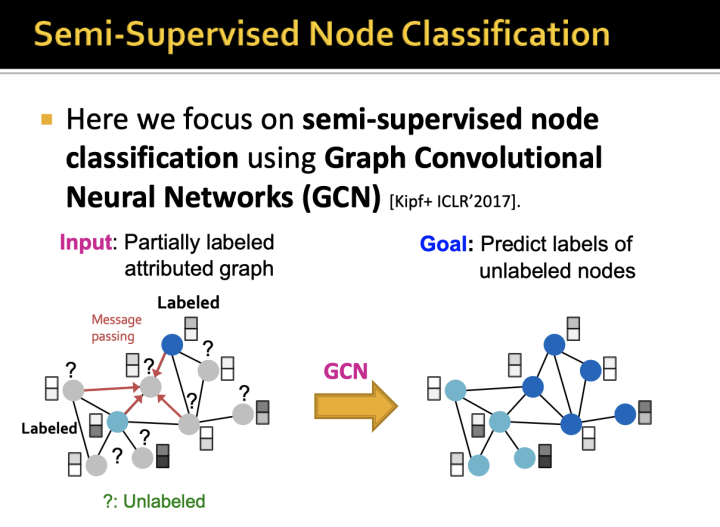 Semi-Supervised Node Classification
Here we focus on semi-supervised node
classification using Graph Convolutional
Neural Networks (GCN) [Kipf+ ICLR’2017].
Input: Partially labeled
attributed graph
Goal: Predict labels of
unlabeled nodes
Labeled
Message
passing
?
?
?
?
?
GCN
Labeled
?
?
?: Unlabeled